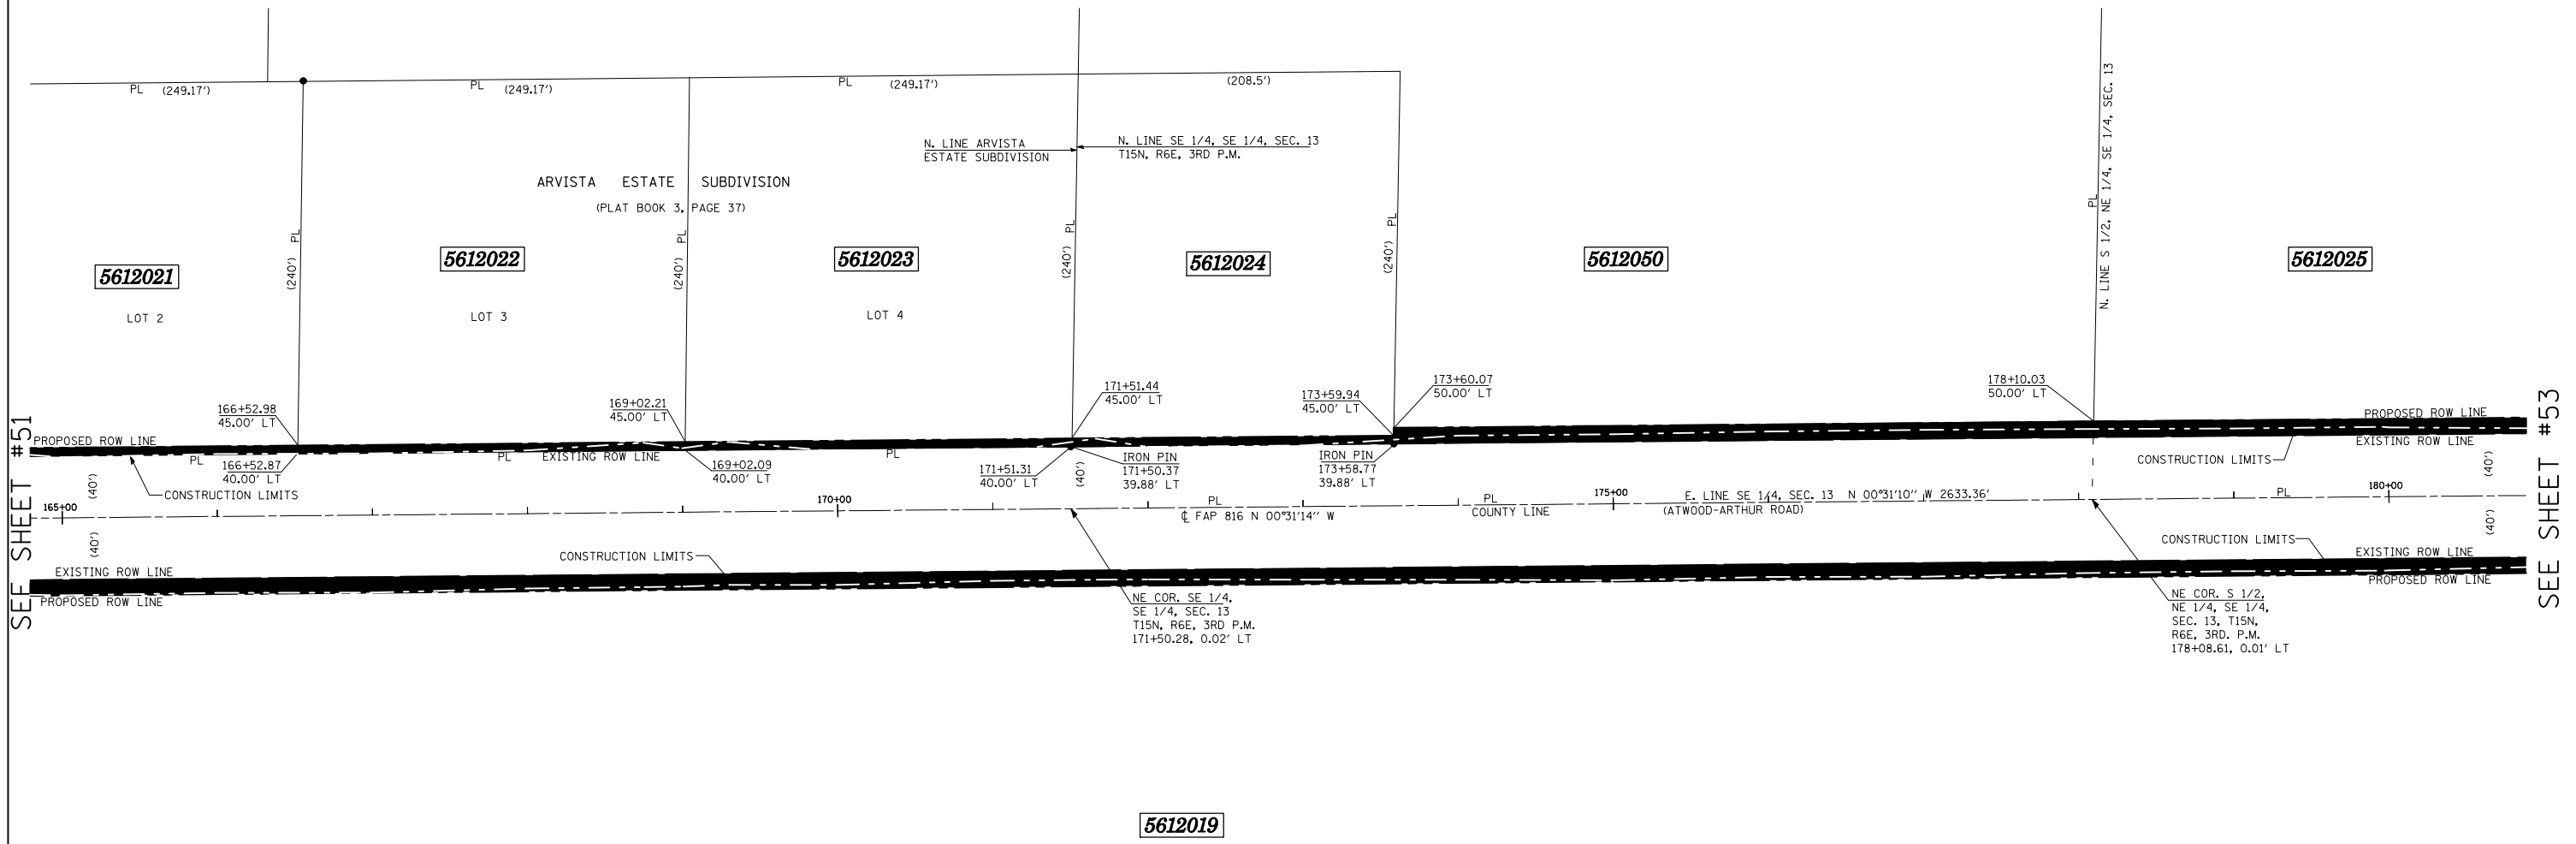 PL (249.17')
PL (249.17')
PL (249.17')
(208.5')
N. LINE ARVISTA
ESTATE SUBDIVISION
N. LINE SE 1/4, SE 1/4, SEC. 13
T15N, R6E, 3RD P.M.
ARVISTA ESTATE SUBDIVISION
(PLAT BOOK 3, PAGE 37)
N. LINE S 1/2, NE 1/4, SE 1/4, SEC. 13
PL
(240') PL
(240') PL
(240') PL
(240') PL
5612021
5612022
5612023
5612024
5612050
5612025
LOT 2
LOT 3
LOT 4
166+52.98
45.00' LT
169+02.21
45.00' LT
171+51.44
45.00' LT
173+59.94
45.00' LT
173+60.07
50.00' LT
178+10.03
50.00' LT
SEE SHEET #51
SEE SHEET #53
PROPOSED ROW LINE
PROPOSED ROW LINE
EXISTING ROW LINE
PL
166+52.87
40.00' LT
PL
EXISTING ROW LINE
169+02.09
40.00' LT
PL
171+51.31
40.00' LT
IRON PIN
171+50.37
39.88' LT
IRON PIN
173+58.77
39.88' LT
CONSTRUCTION LIMITS
CONSTRUCTION LIMITS
(40')
(40')
(40')
165+00
170+00
175+00
180+00
PL
℄ FAP 816 N 00°31'14'' W
PL
COUNTY LINE
E. LINE SE 1/4, SEC. 13 N 00°31'10'' W 2633.36'
(ATWOOD-ARTHUR ROAD)
PL
(40')
(40')
CONSTRUCTION LIMITS
CONSTRUCTION LIMITS
EXISTING ROW LINE
EXISTING ROW LINE
PROPOSED ROW LINE
PROPOSED ROW LINE
NE COR. SE 1/4,
SE 1/4, SEC. 13
T15N, R6E, 3RD P.M.
171+50.28, 0.02' LT
NE COR. S 1/2,
NE 1/4, SE 1/4,
SEC. 13, T15N,
R6E, 3RD. P.M.
178+08.61, 0.01' LT
5612019